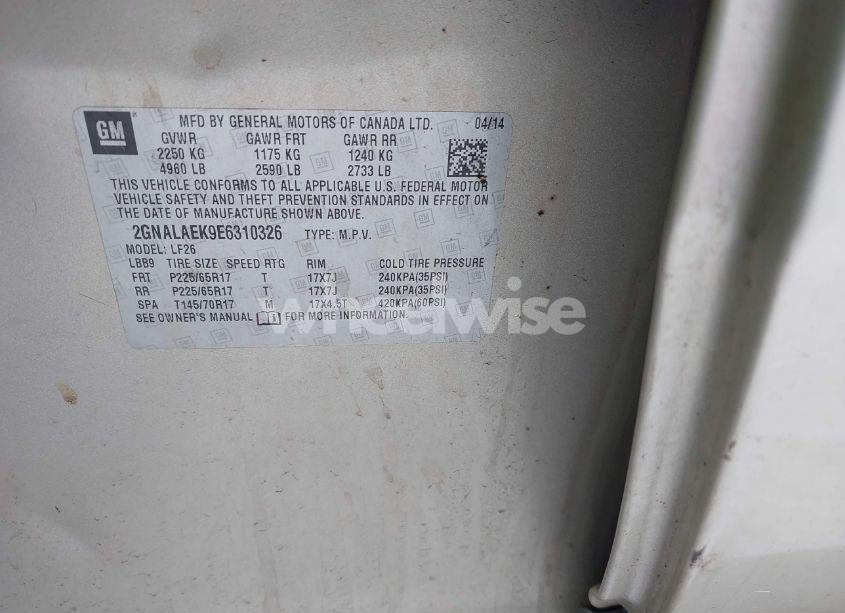 GM
MFD BY GENERAL MOTORS OF CANADA LTD. 04/14
GVWR GAWR FRT GAWR RR
2250 KG 1175 KG 1240 KG
4960 LB 2590 LB 2733 LB
THIS VEHICLE CONFORMS TO ALL APPLICABLE U.S. FEDERAL MOTOR
VEHICLE SAFETY AND THEFT PREVENTION STANDARDS IN EFFECT ON
THE DATE OF MANUFACTURE SHOWN ABOVE.
2GNALAEK9E6310326 TYPE: M.P.V.
MODEL: LF26
LBB9 TIRE SIZE SPEED RTG RIM COLD TIRE PRESSURE
FRT P225/65R17 T 17X7J 240KPA(35PSI)
RR P225/65R17 T 17X7J 240KPA(35PSI)
SPA T145/70R17 M 17X4.5T 420KPA(60PSI)
SEE OWNER'S MANUAL FOR MORE INFORMATION.
wheelwise